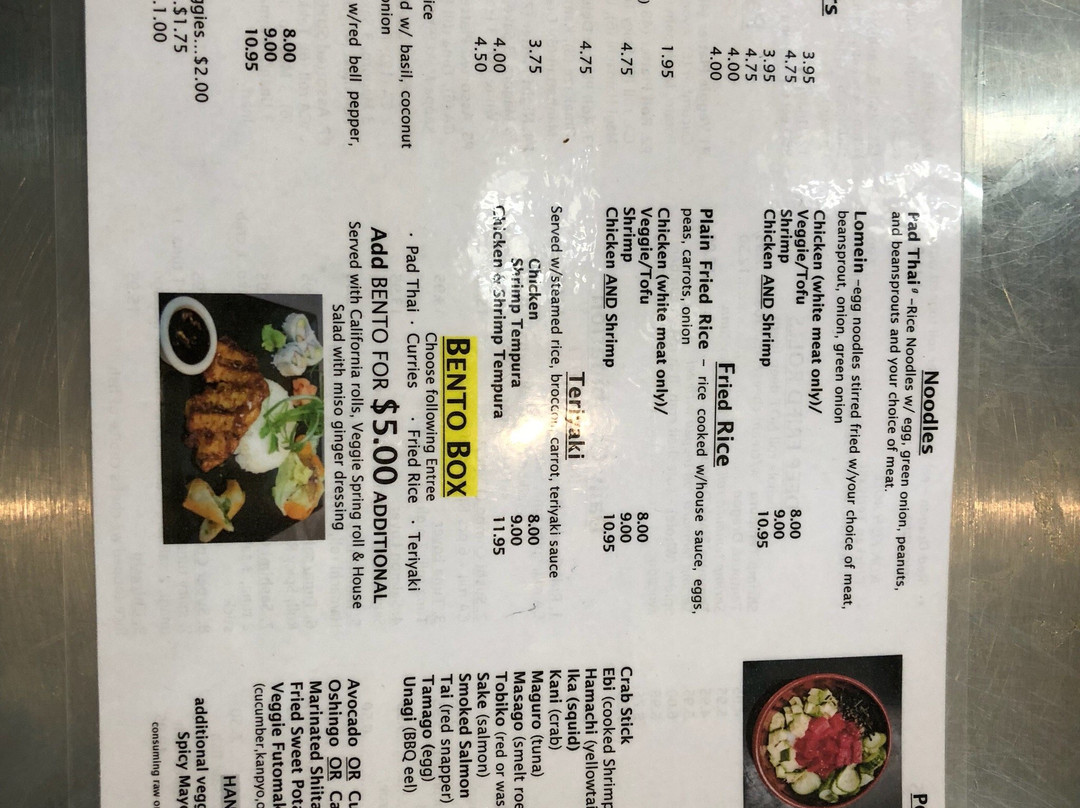 rs
3.95
4.75
3.95
4.75
4.00
4.00
)
1.95
4.75
4.75
3.75
4.00
4.50
ice
d w/ basil, coconut
onion
w/red bell pepper,
8.00
9.00
10.95
ggies...$2.00
.$1.75
.1.00
Noodles
Pad Thai -Rice Noodles w/ egg, green onion, peanuts,
and beansprouts and your choice of meat.
Lomein -egg noodles stirred fried w/your choice of meat,
beansprout, onion, green onion
Chicken (white meat only)/
Veggie/Tofu 8.00
Shrimp 9.00
Chicken AND Shrimp 10.95
Fried Rice
Plain Fried Rice - rice cooked w/house sauce, eggs,
peas, carrots, onion
Chicken (white meat only)/
Veggie/Tofu 8.00
Shrimp 9.00
Chicken AND Shrimp 10.95
Teriyaki
Served w/steamed rice, broccoli, carrot, teriyaki sauce
Chicken 8.00
Shrimp Tempura 9.00
Chicken & Shrimp Tempura 11.95
BENTO BOX
Choose following Entree
· Pad Thai · Curries · Fried Rice · Teriyaki
Add BENTO FOR $5.00 ADDITIONAL
Served with California rolls, Veggie Spring roll & House
Salad with miso ginger dressing
Crab Stick
Ebi (cooked Shrimp
Hamachi (yellowtai
Ika (squid)
Kani (crab)
Maguro (tuna)
Masago (smelt roe
Tobiko (red or was
Sake (salmon)
Smoked Salmon
Tai (red snapper)
Tamago (egg)
Unagi (BBQ eel)
Avocado OR Cu
Oshingo OR Ca
Marinated Shiita
Fried Sweet Pota
Veggie Futomak
(cucumber,kanpyo,o
HAN
additional vegg
Spicy Mayo
consuming raw o